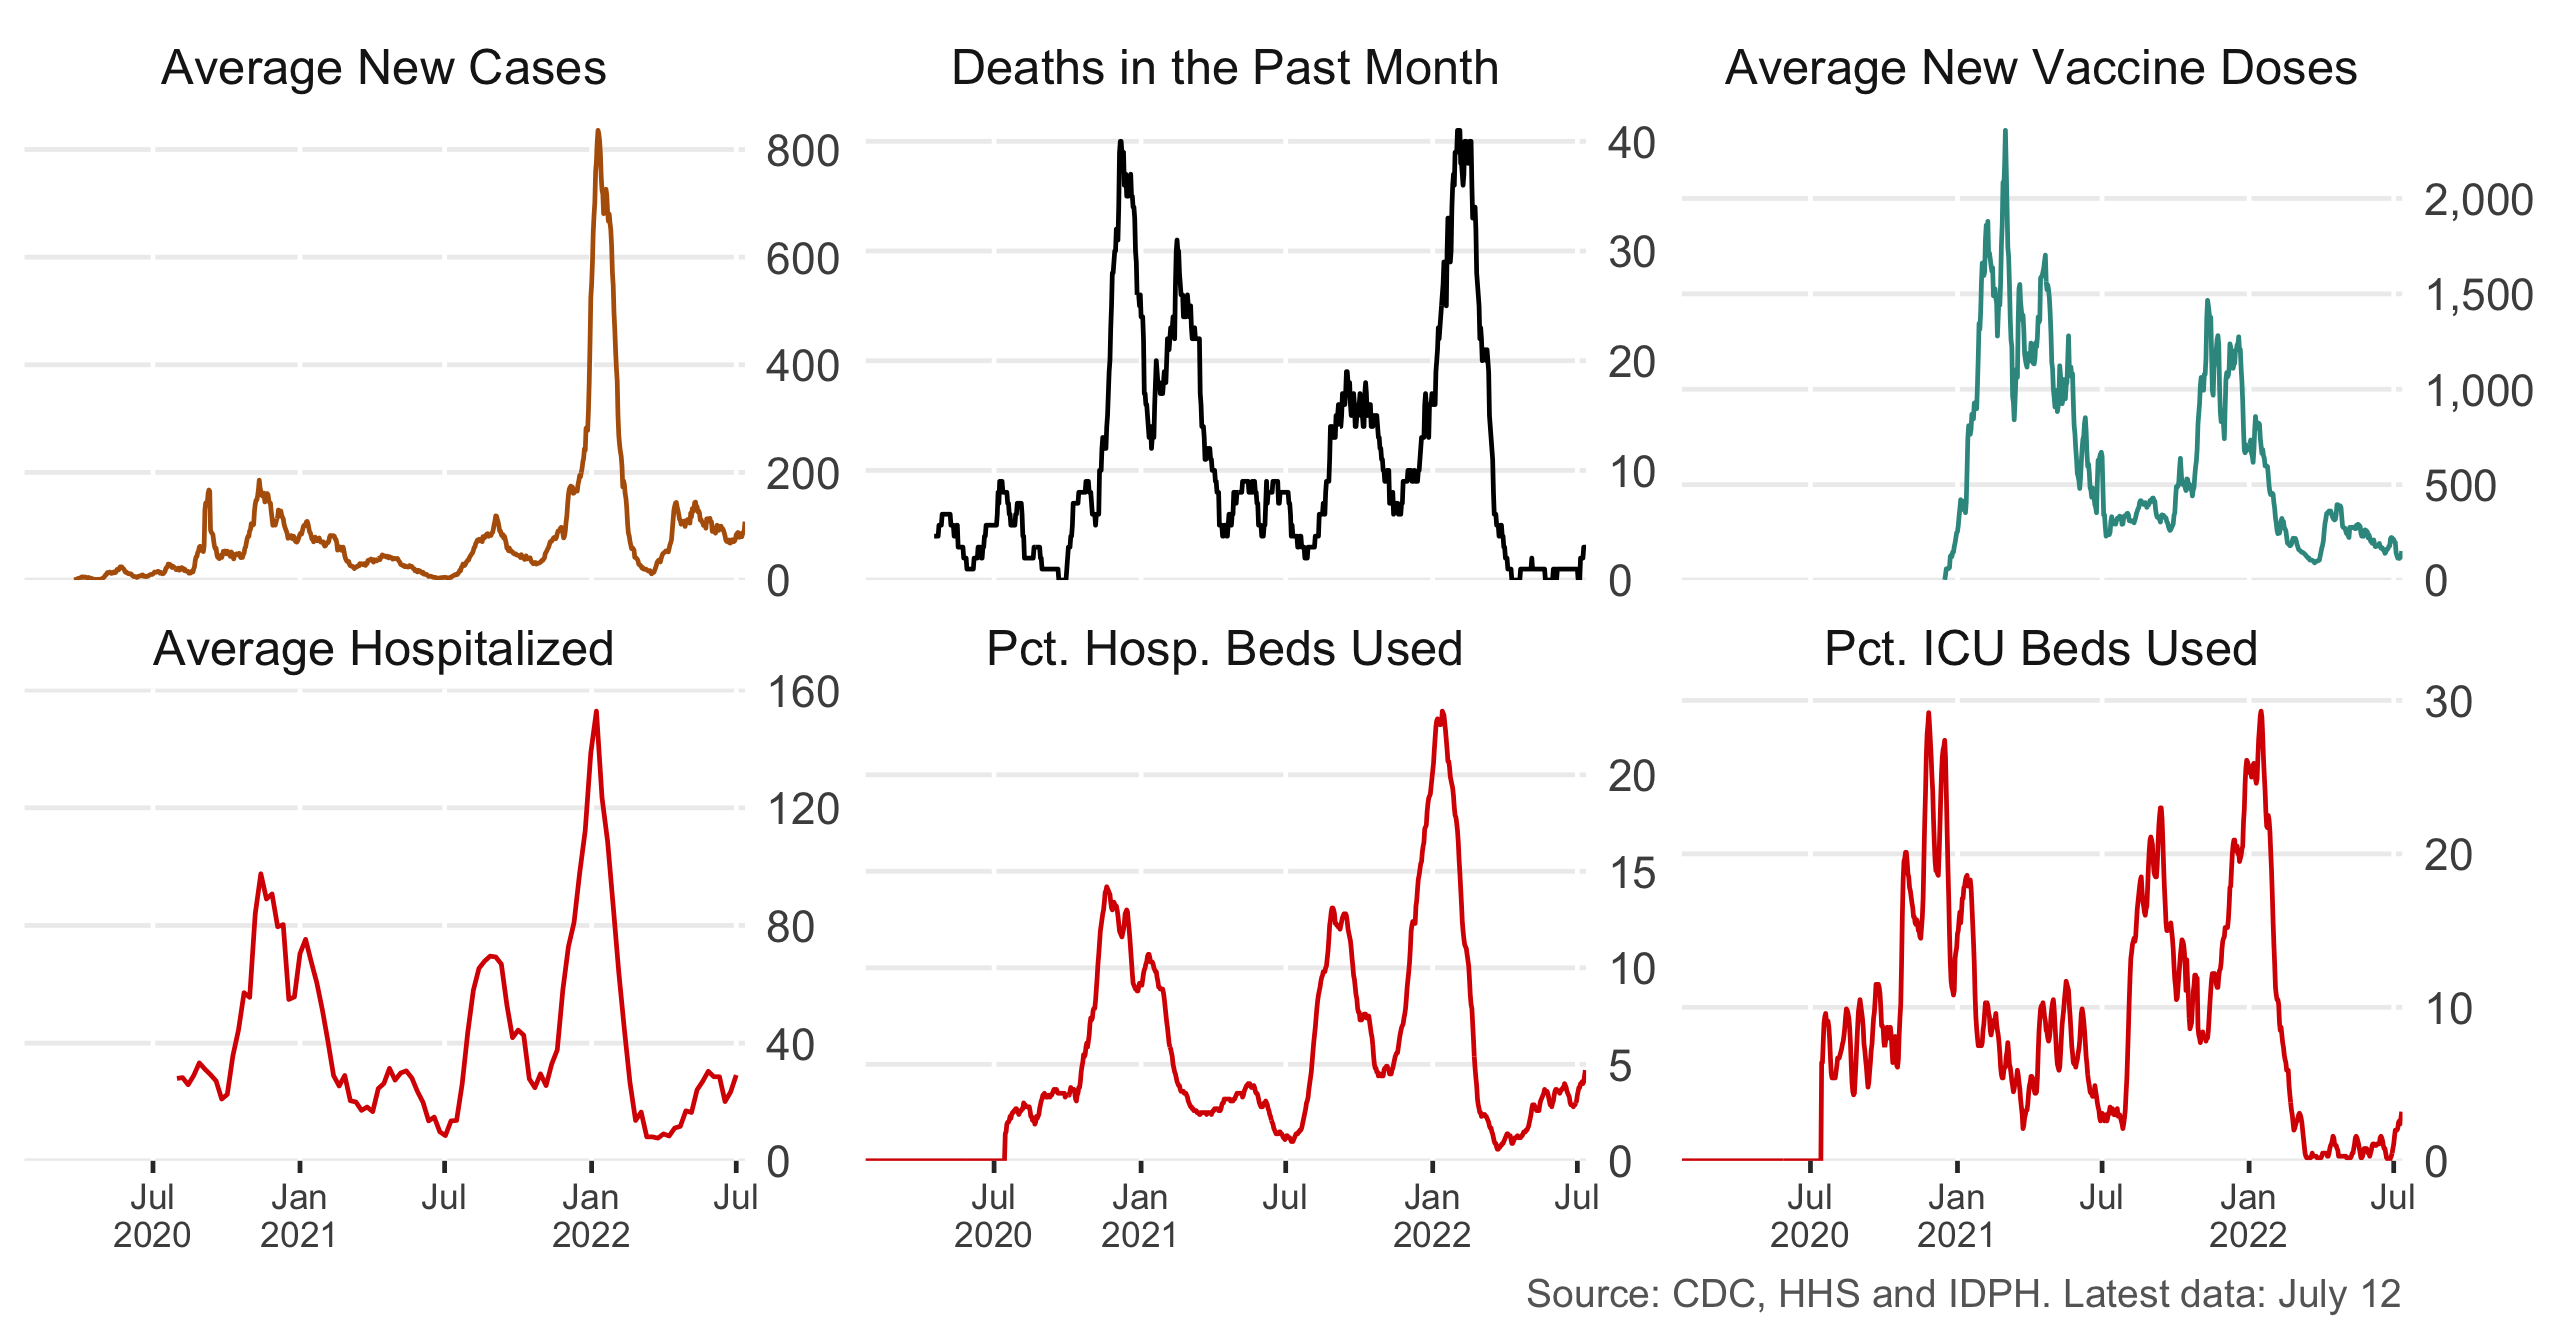 Average New Cases
Deaths in the Past Month
Average New Vaccine Doses
800
600
400
200
0
40
30
20
10
0
2,000
1,500
1,000
500
0
Average Hospitalized
Pct. Hosp. Beds Used
Pct. ICU Beds Used
160
120
80
40
0
20
15
10
5
0
30
20
10
0
Jul Jan Jul Jan Jul
2020 2021 2022
Jul Jan Jul Jan Jul
2020 2021 2022
Jul Jan Jul Jan Jul
2020 2021 2022
Source: CDC, HHS and IDPH. Latest data: July 12